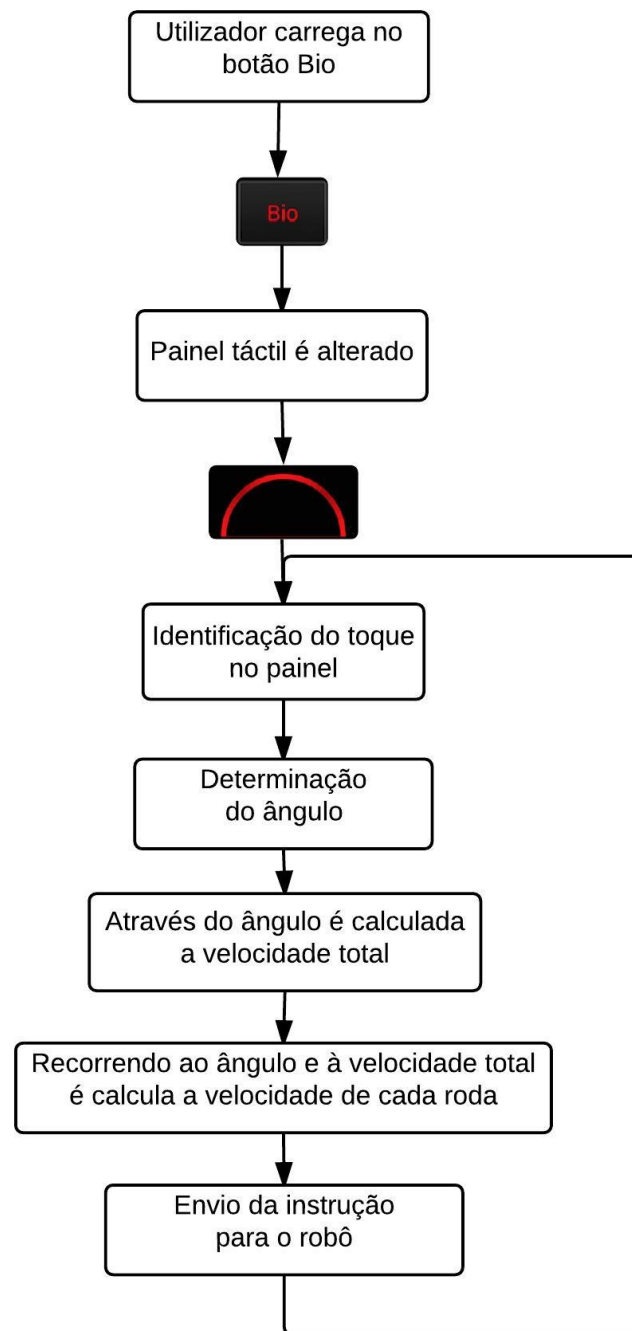 Utilizador carrega no
botão Bio
Bio
Painel táctil é alterado
Identificação do toque
no painel
Determinação
do ângulo
Através do ângulo é calculada
a velocidade total
Recorrendo ao ângulo e à velocidade total
é calcula a velocidade de cada roda
Envio da instrução
para o robô